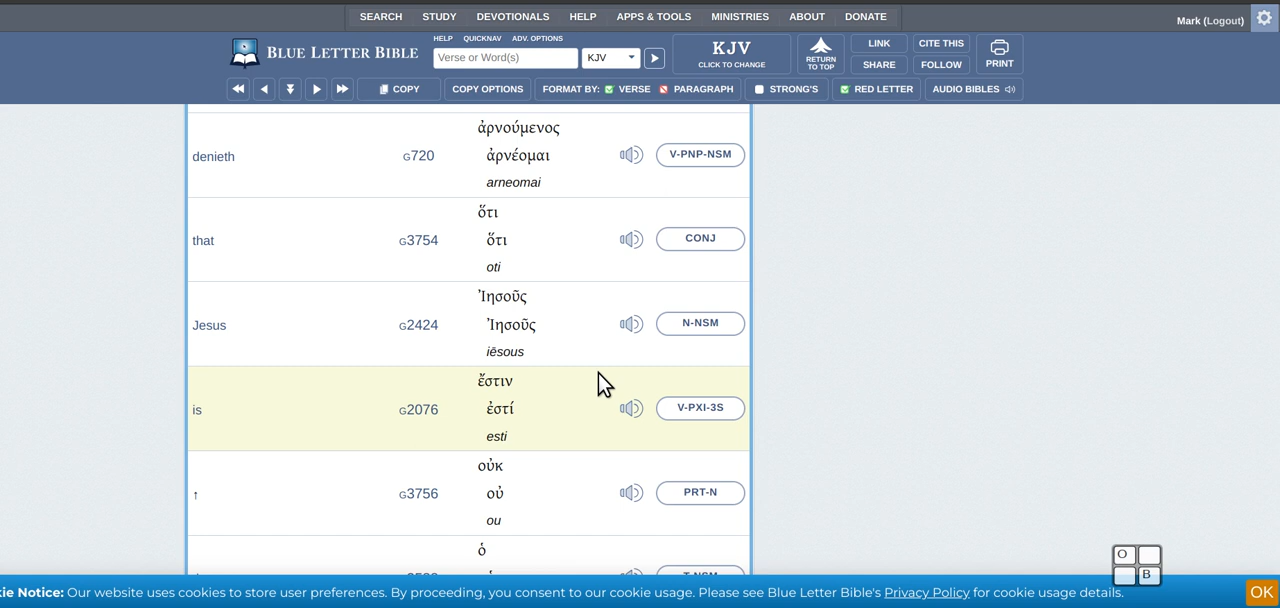 SEARCH STUDY DEVOTIONALS HELP APPS & TOOLS MINISTRIES ABOUT DONATE
Mark (Logout)
BLUE LETTER BIBLE
HELP QUICKNAV ADV. OPTIONS
Verse or Word(s) KJV
KJV
CLICK TO CHANGE
RETURN
TO TOP
LINK
CITE THIS
SHARE
FOLLOW
PRINT
COPY COPY OPTIONS FORMAT BY: VERSE PARAGRAPH STRONG'S RED LETTER AUDIO BIBLES
ἀρνούμενος
denieth G720 ἀρνέομαι V-PNP-NSM
arneomai
ὅτι
that G3754 ὅτι CONJ
oti
Ἰησοῦς
Jesus G2424 Ἰησοῦς N-NSM
iēsous
ἔστιν
is G2076 ἐστί V-PXI-3S
esti
οὐκ
↑ G3756 οὐ PRT-N
ou
ὁ
T-NSM
O
B
kie Notice: Our website uses cookies to store user preferences. By proceeding, you consent to our cookie usage. Please see Blue Letter Bible's Privacy Policy for cookie usage details. OK